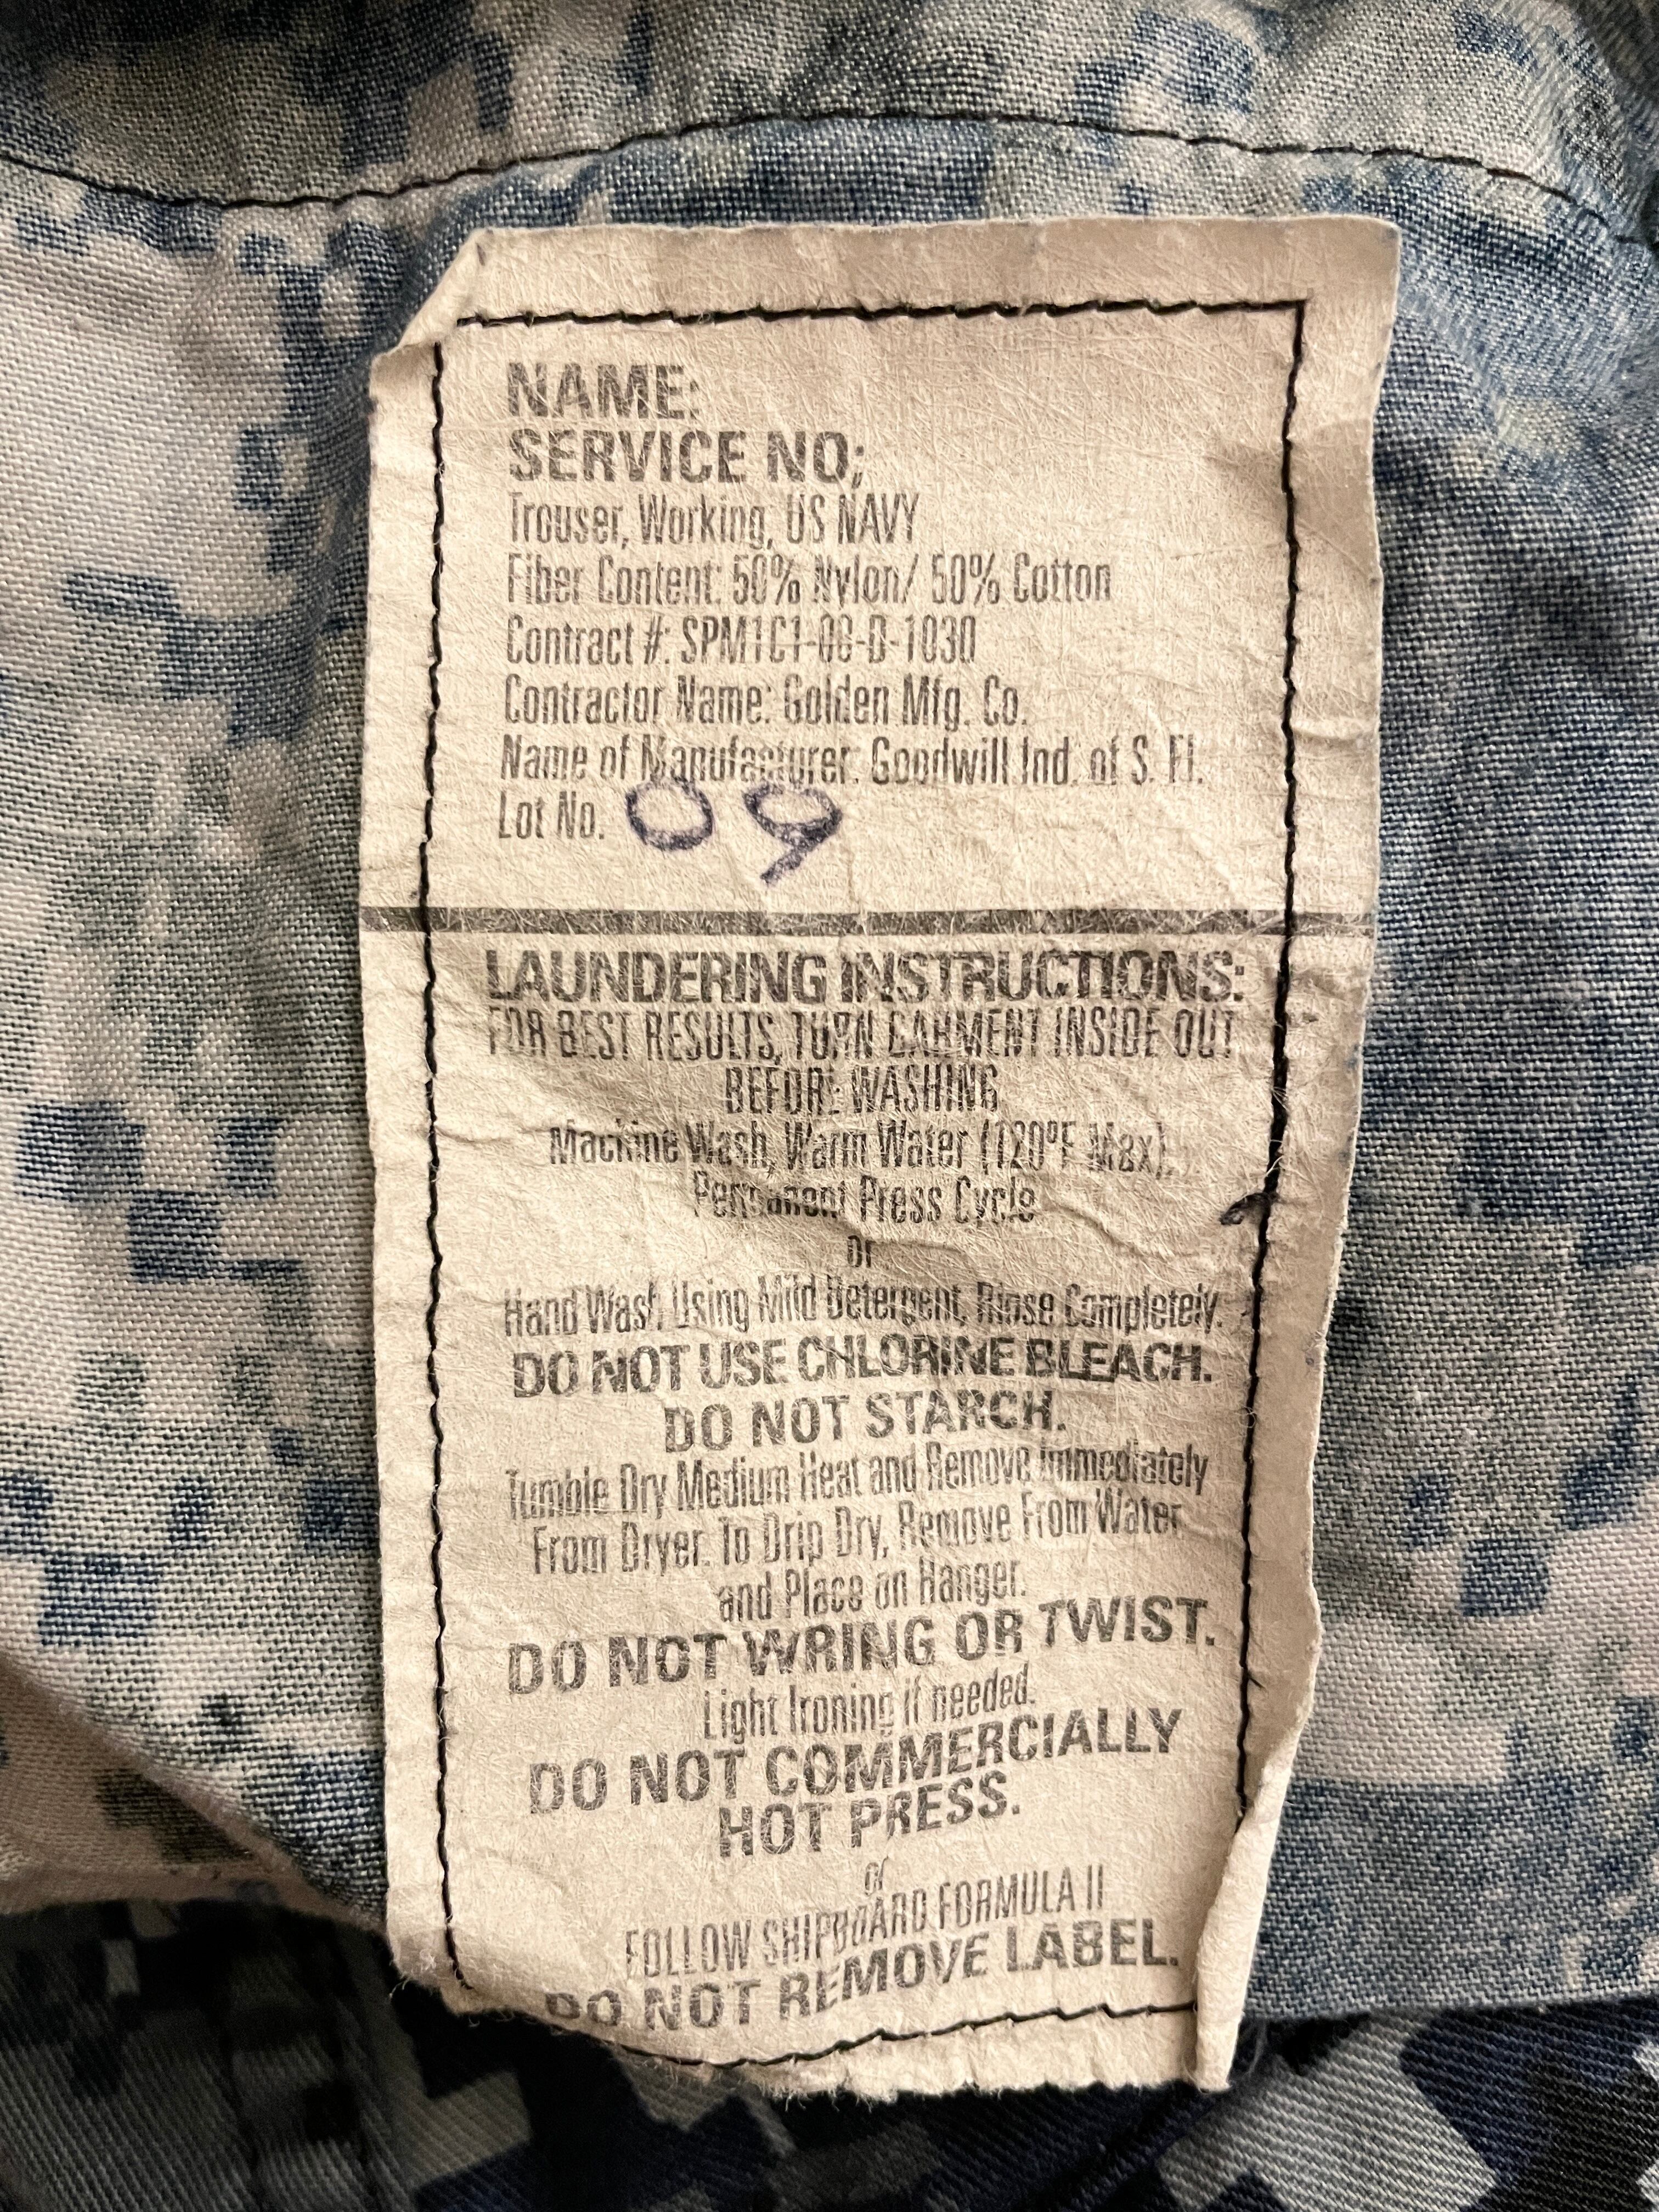 NAME:
SERVICE NO;
Trouser, Working, US NAVY
Fiber Content: 50% Nylon/ 50% Cotton
Contract #:
Contractor Name: Golden Mfg. Co.
Name of Manufacturer: Goodwill Ind. of S. Fl.
Lot No. 09
LAUNDERING INSTRUCTIONS:
FOR BEST RESULTS, TURN GARMENT INSIDE OUT
BEFORE WASHING
Machine Wash, Warm Water (120°F Max),
Permanent Press Cycle
or
Hand Wash Using Mild Detergent, Rinse Completely.
DO NOT USE CHLORINE BLEACH.
DO NOT STARCH.
Tumble Dry Medium Heat and Remove immediately
From Dryer. To Drip Dry, Remove From Water
and Place on Hanger.
DO NOT WRING OR TWIST.
Light Ironing if needed.
DO NOT COMMERCIALLY
HOT PRESS.
or
FOLLOW SHIPBOARD FORMULA II
DO NOT REMOVE LABEL.